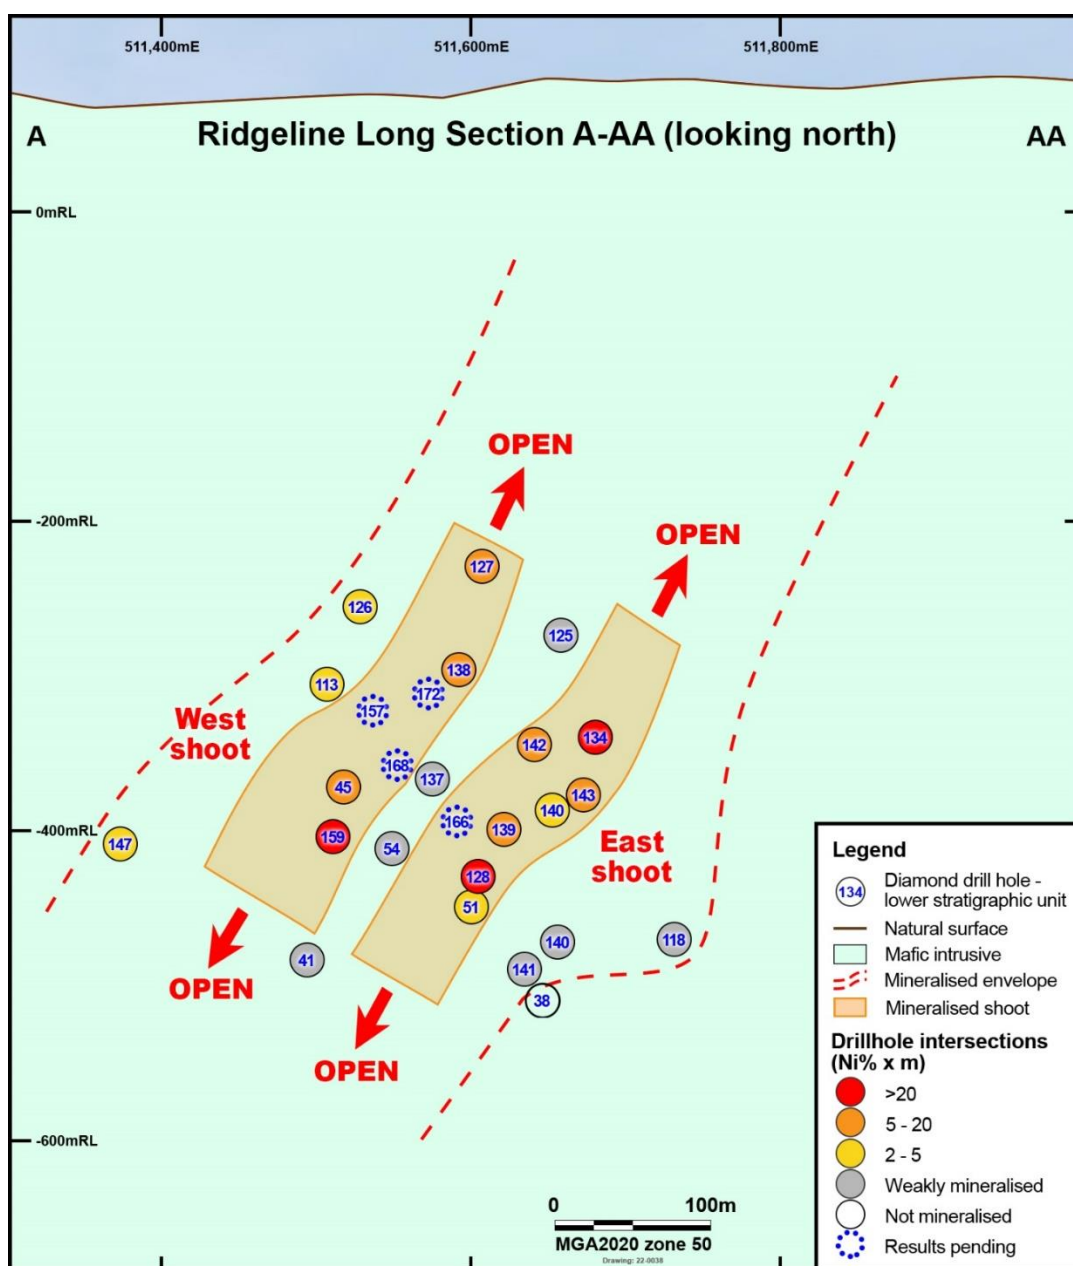 511,400mE
511,600mE
511,800mE
A
Ridgeline Long Section A-AA (looking north)
AA
0mRL
OPEN
-200mRL
OPEN
127
126
125
138
113
172
157
West
shoot
134
142
168
137
45
143
140
166
139
159
147
54
East
shoot
128
51
118
140
41
141
OPEN
38
OPEN
-600mRL
-400mRL
0 100m
MGA2020 zone 50
Drawing: 22-0038
Legend
134
Diamond drill hole -
lower stratigraphic unit
Natural surface
Mafic intrusive
Mineralised envelope
Mineralised shoot
Drillhole intersections
(Ni% x m)
>20
5 - 20
2 - 5
Weakly mineralised
Not mineralised
Results pending